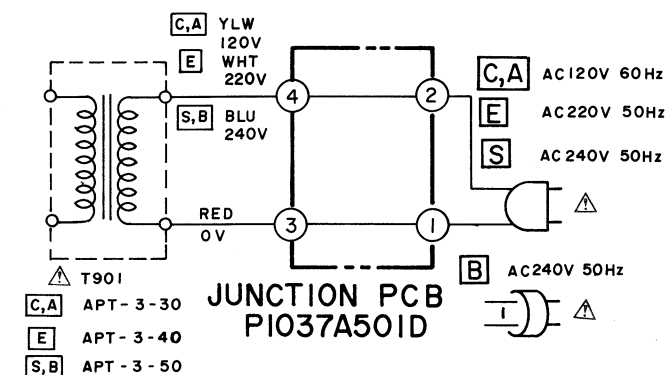 C,A YLW
120V
E WHT
220V
S,B BLU
240V
4
2
C,A AC120V 60Hz
E AC220V 50Hz
S AC240V 50Hz
RED
0V
3
1
B AC240V 50Hz
T901
C,A APT-3-30
E APT-3-40
S,B APT-3-50
JUNCTION PCB
P1037A501D